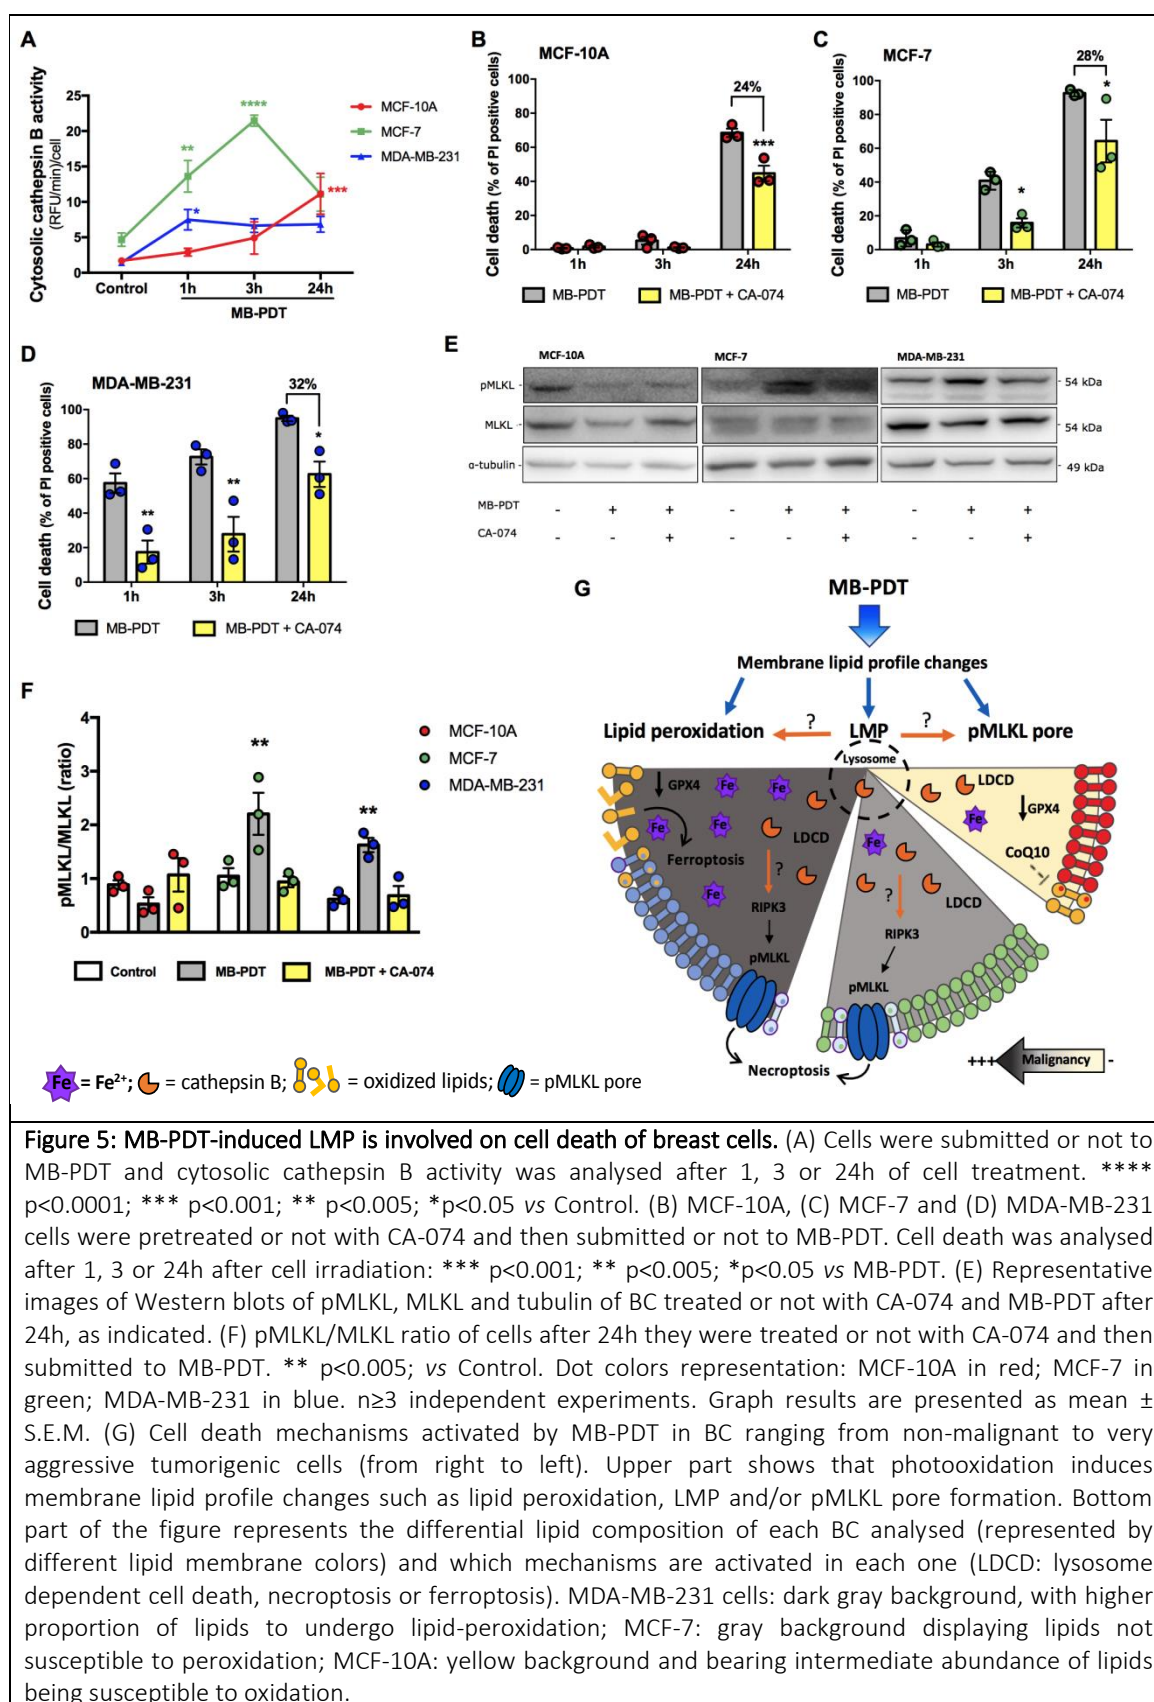 A
Cytosolic cathepsin B activity
(RFU/min)/cell
25
20
15
10
5
0
**
****
*
***
Control
1h
3h
24h
MB-PDT
MCF-10A
MCF-7
MDA-MB-231
B
MCF-10A
Cell death (% of PI positive cells)
100
80
60
40
20
0
24%
***
1h
3h
24h
MB-PDT
MB-PDT + CA-074
C
MCF-7
Cell death (% of PI positive cells)
100
80
60
40
20
0
28%
*
*
1h
3h
24h
MB-PDT
MB-PDT + CA-074
D
MDA-MB-231
Cell death (% of PI positive cells)
100
80
60
40
20
0
32%
**
**
*
1h
3h
24h
MB-PDT
MB-PDT + CA-074
E
MCF-10A
MCF-7
MDA-MB-231
pMLKL -
- 54 kDa
MLKL -
- 54 kDa
α-tubulin -
- 49 kDa
MB-PDT - + + - + + - + +
CA-074 - - + - - + - - +
F
pMLKL/MLKL (ratio)
4
3
2
1
0
**
**
MCF-10A
MCF-7
MDA-MB-231
Control
MB-PDT
MB-PDT + CA-074
G
MB-PDT
Membrane lipid profile changes
Lipid peroxidation
?
LMP
?
pMLKL pore
Lysosome
GPX4
Fe
Fe
Fe
Fe
Fe
Ferroptosis
LDCD
?
RIPK3
pMLKL
Fe
LDCD
?
RIPK3
pMLKL
LDCD
GPX4
Fe
CoQ10
Necroptosis
+++
Malignancy
-
Fe = Fe²⁺; = cathepsin B; = oxidized lipids; = pMLKL pore
Figure 5: MB-PDT-induced LMP is involved on cell death of breast cells. (A) Cells were submitted or not to
MB-PDT and cytosolic cathepsin B activity was analysed after 1, 3 or 24h of cell treatment. ****
p<0.0001; *** p<0.001; ** p<0.005; *p<0.05 vs Control. (B) MCF-10A, (C) MCF-7 and (D) MDA-MB-231
cells were pretreated or not with CA-074 and then submitted or not to MB-PDT. Cell death was analysed
after 1, 3 or 24h after cell irradiation: *** p<0.001; ** p<0.005; *p<0.05 vs MB-PDT. (E) Representative
images of Western blots of pMLKL, MLKL and tubulin of BC treated or not with CA-074 and MB-PDT after
24h, as indicated. (F) pMLKL/MLKL ratio of cells after 24h they were treated or not with CA-074 and then
submitted to MB-PDT. ** p<0.005; vs Control. Dot colors representation: MCF-10A in red; MCF-7 in
green; MDA-MB-231 in blue. n≥3 independent experiments. Graph results are presented as mean ±
S.E.M. (G) Cell death mechanisms activated by MB-PDT in BC ranging from non-malignant to very
aggressive tumorigenic cells (from right to left). Upper part shows that photooxidation induces
membrane lipid profile changes such as lipid peroxidation, LMP and/or pMLKL pore formation. Bottom
part of the figure represents the differential lipid composition of each BC analysed (represented by
different lipid membrane colors) and which mechanisms are activated in each one (LDCD: lysosome
dependent cell death, necroptosis or ferroptosis). MDA-MB-231 cells: dark gray background, with higher
proportion of lipids to undergo lipid-peroxidation; MCF-7: gray background displaying lipids not
susceptible to peroxidation; MCF-10A: yellow background and bearing intermediate abundance of lipids
being susceptible to oxidation.